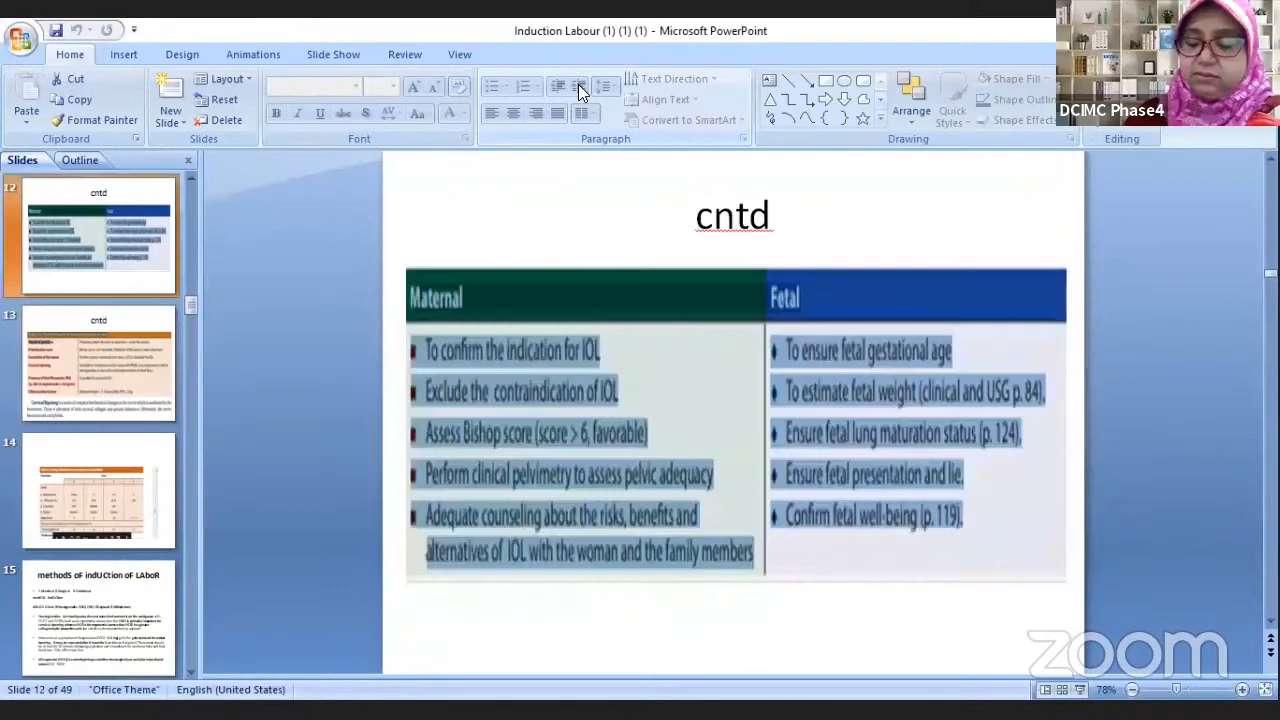 Induction Labour (1) (1) (1) - Microsoft PowerPoint
Home Insert Design Animations Slide Show Review View
Paste
Cut
Copy
Format Painter
Clipboard
New Slide
Layout
Reset
Delete
Slides
B I U abc S AV Aa A
Font
Text Direction
Align Text
Convert to SmartArt
Paragraph
Arrange
Quick Styles
Shape Fill
Shape Outlin
Drawing
Editing
DCIMC Phase4
Slides Outline
12
cntd
13
cntd
14
15
methodS oF indUCtion oF LAboR
cntd
Maternal
To confirm the indication for IOL
Exclude the contraindication of IOL
Assess Bishop score (score > 6, favorable)
Perform clinical pelvimetry to assess pelvic adequacy
Adequate counseling about the risks, benefits and
alternatives of IOL with the woman and the family members
Fetal
To ensure fetal gestational age
To estimate fetal weight (clinical and USG p. 84).
Ensure fetal lung maturation status (p. 124).
Ensure fetal presentation and lie.
Confirm fetal well-being (p. 119).
zoom
Slide 12 of 49 "Office Theme" English (United States) 78%